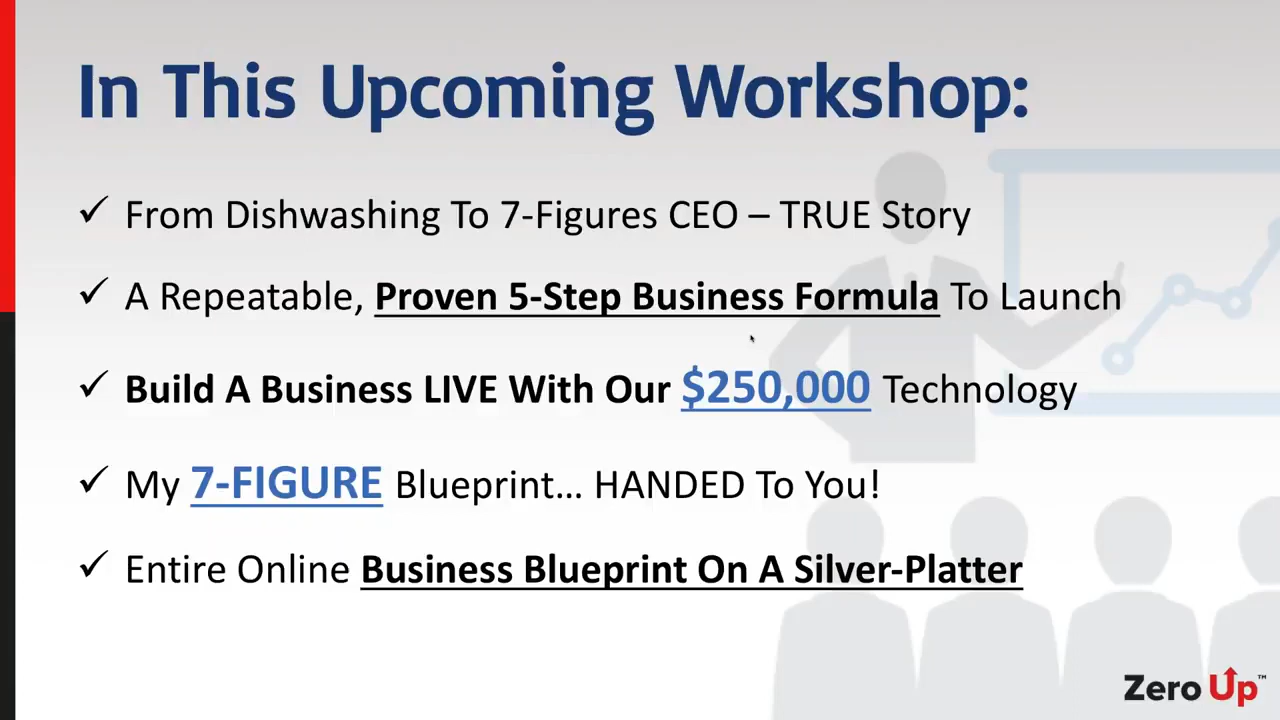 In This Upcoming Workshop:
✓ From Dishwashing To 7-Figures CEO – TRUE Story
✓ A Repeatable, Proven 5-Step Business Formula To Launch
✓ Build A Business LIVE With Our $250,000 Technology
✓ My 7-FIGURE Blueprint... HANDED To You!
✓ Entire Online Business Blueprint On A Silver-Platter
Zero Up™